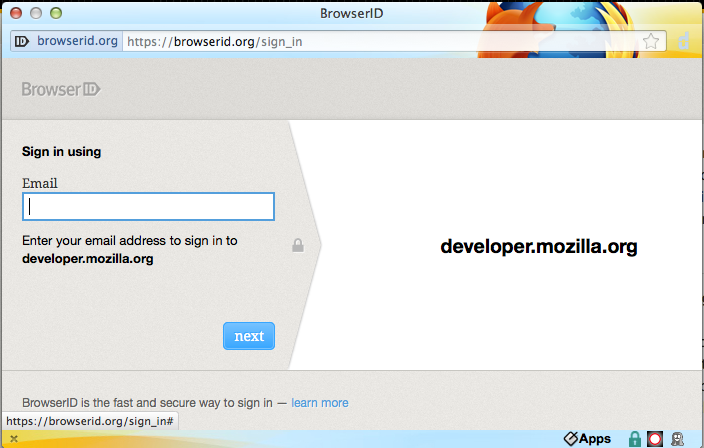 BrowserID
browserid.org https://browserid.org/sign_in
BrowserID
Sign in using
Email
Enter your email address to sign in to
developer.mozilla.org
next
developer.mozilla.org
BrowserID is the fast and secure way to sign in — learn more
https://browserid.org/sign_in#
Apps